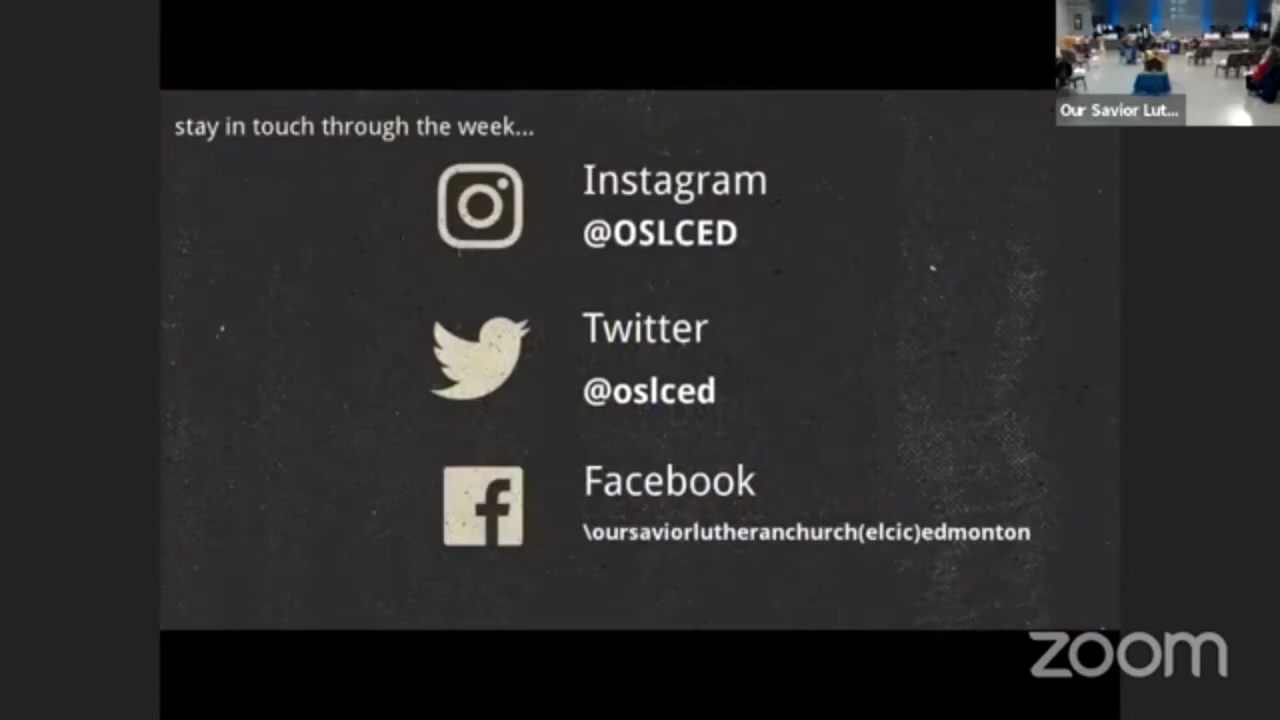 stay in touch through the week...
Instagram
@OSLCED
Twitter
@oslced
Facebook
\oursaviorlutheranchurch(elcic)edmonton
Our Savior Lut...
zoom